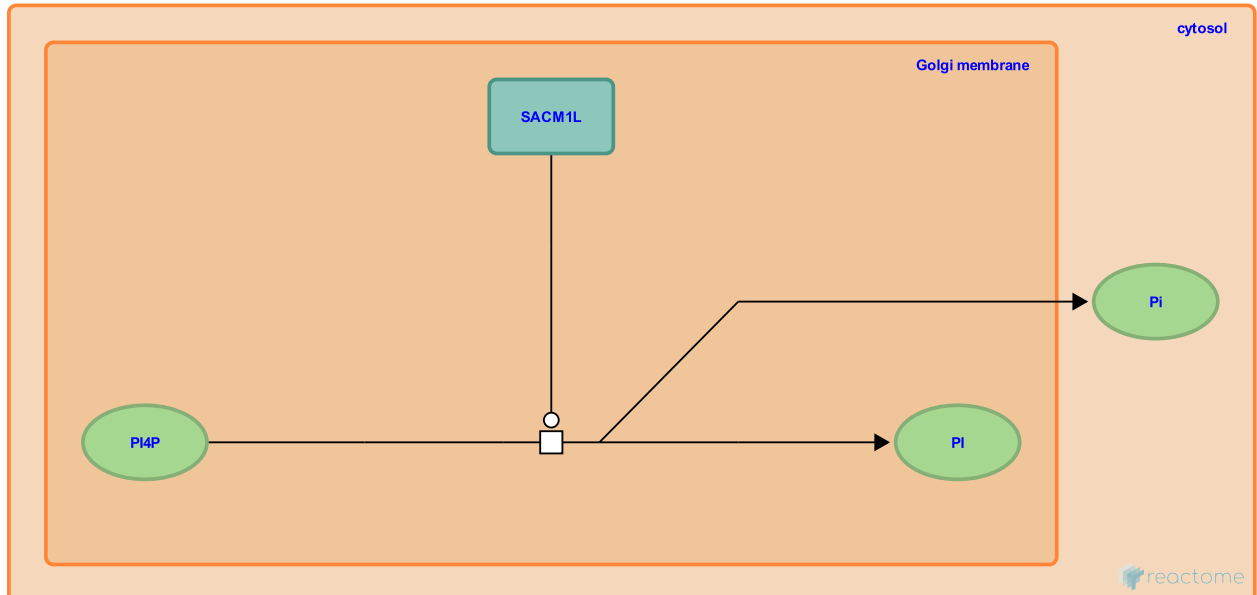 cytosol
Golgi membrane
SACM1L
Pi
PI4P
PI
reactome